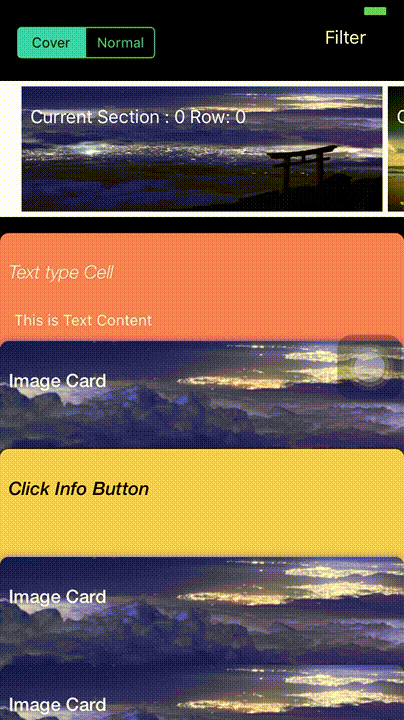 Cover Normal Filter
Current Section : 0 Row: 0
Text type Cell
This is Text Content
Image Card
Click Info Button
Image Card
Image Card